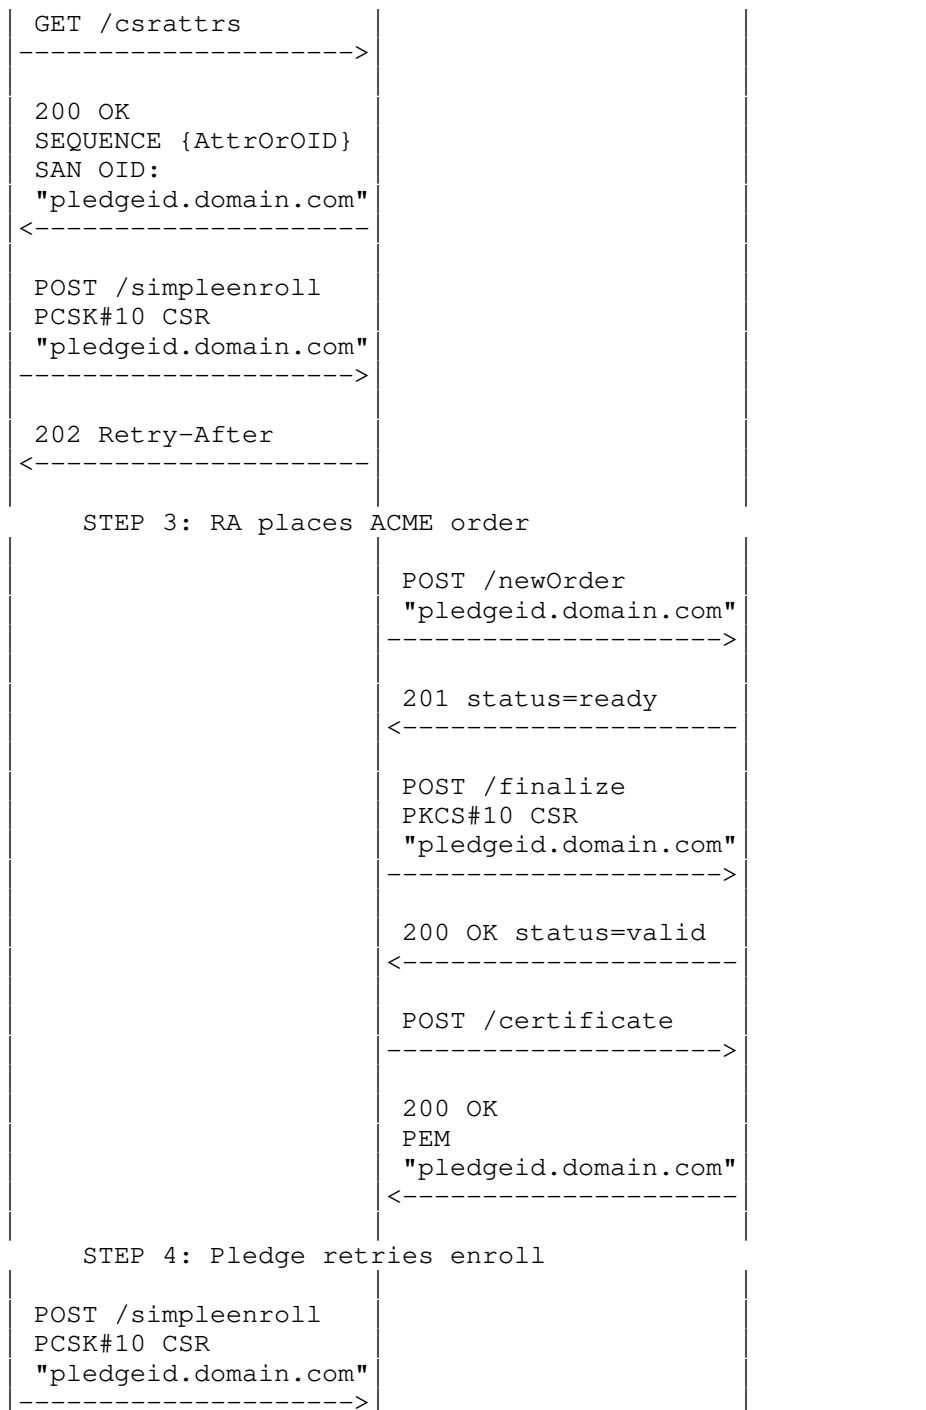 GET /csrattrs
--------------------->
200 OK
SEQUENCE {AttrOrOID}
SAN OID:
"pledgeid.domain.com"
<---------------------
POST /simpleenroll
PCSK#10 CSR
"pledgeid.domain.com"
--------------------->
202 Retry-After
<---------------------
STEP 3: RA places ACME order
POST /newOrder
"pledgeid.domain.com"
--------------------->
201 status=ready
<---------------------
POST /finalize
PKCS#10 CSR
"pledgeid.domain.com"
--------------------->
200 OK status=valid
<---------------------
POST /certificate
--------------------->
200 OK
PEM
"pledgeid.domain.com"
<---------------------
STEP 4: Pledge retries enroll
POST /simpleenroll
PCSK#10 CSR
"pledgeid.domain.com"
--------------------->